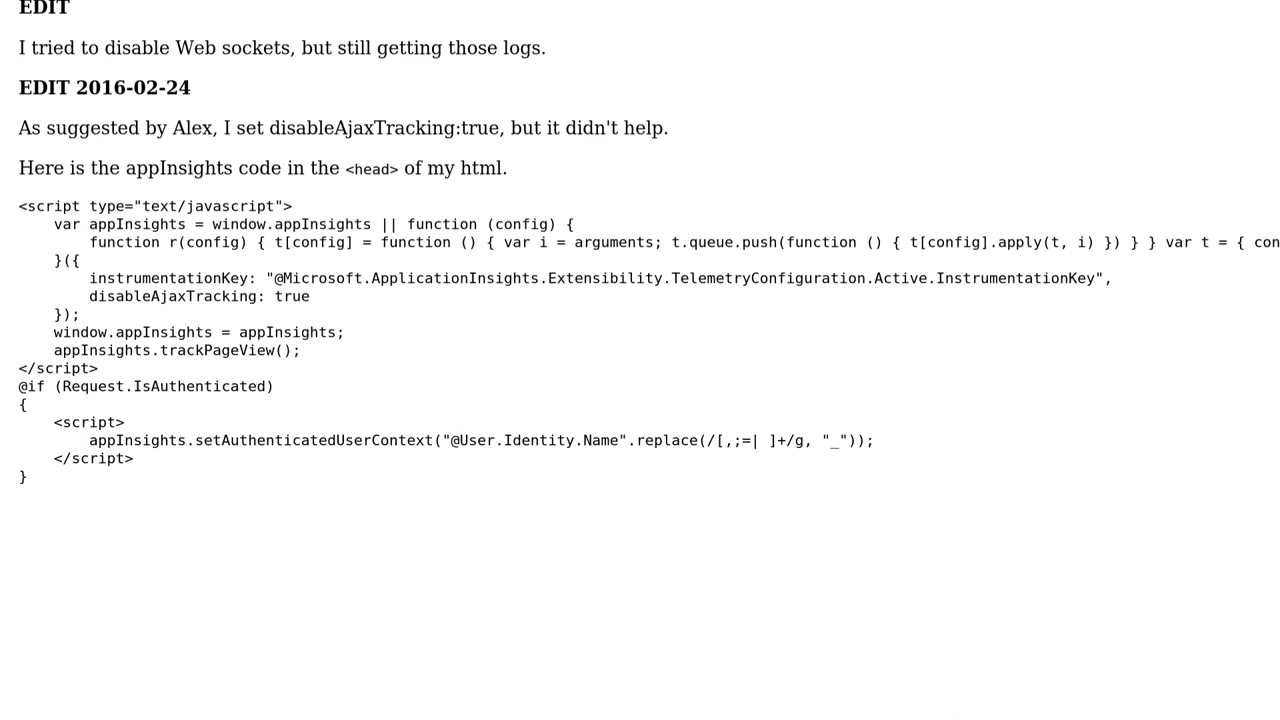 EDIT
I tried to disable Web sockets, but still getting those logs.
EDIT 2016-02-24
As suggested by Alex, I set disableAjaxTracking:true, but it didn't help.
Here is the appInsights code in the <head> of my html.
<script type="text/javascript">
    var appInsights = window.appInsights || function (config) {
        function r(config) { t[config] = function () { var i = arguments; t.queue.push(function () { t[config].apply(t, i) }) } } var t = { con
    }({
        instrumentationKey: "@Microsoft.ApplicationInsights.Extensibility.TelemetryConfiguration.Active.InstrumentationKey",
        disableAjaxTracking: true
    });
    window.appInsights = appInsights;
    appInsights.trackPageView();
</script>
@if (Request.IsAuthenticated)
{
    <script>
        appInsights.setAuthenticatedUserContext("@User.Identity.Name".replace(/[,;=| ]+/g, "_"));
    </script>
}